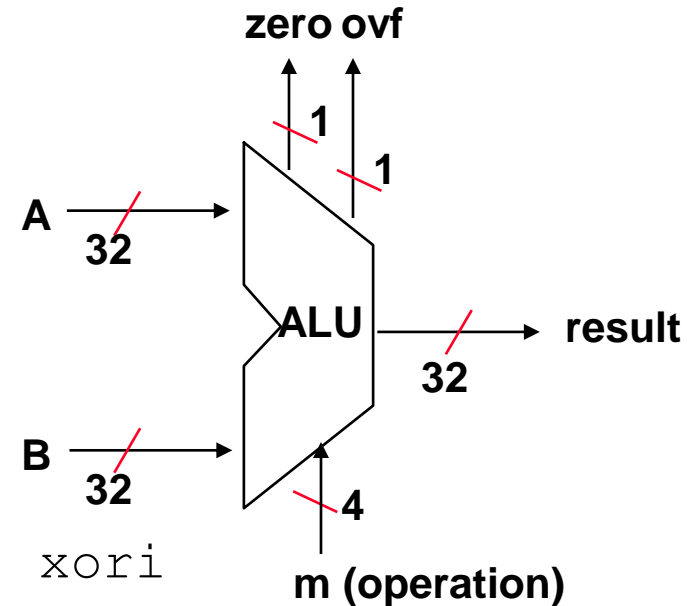 zero ovf
1
1
A
32
ALU
result
32
B
32
4
xori
m (operation)